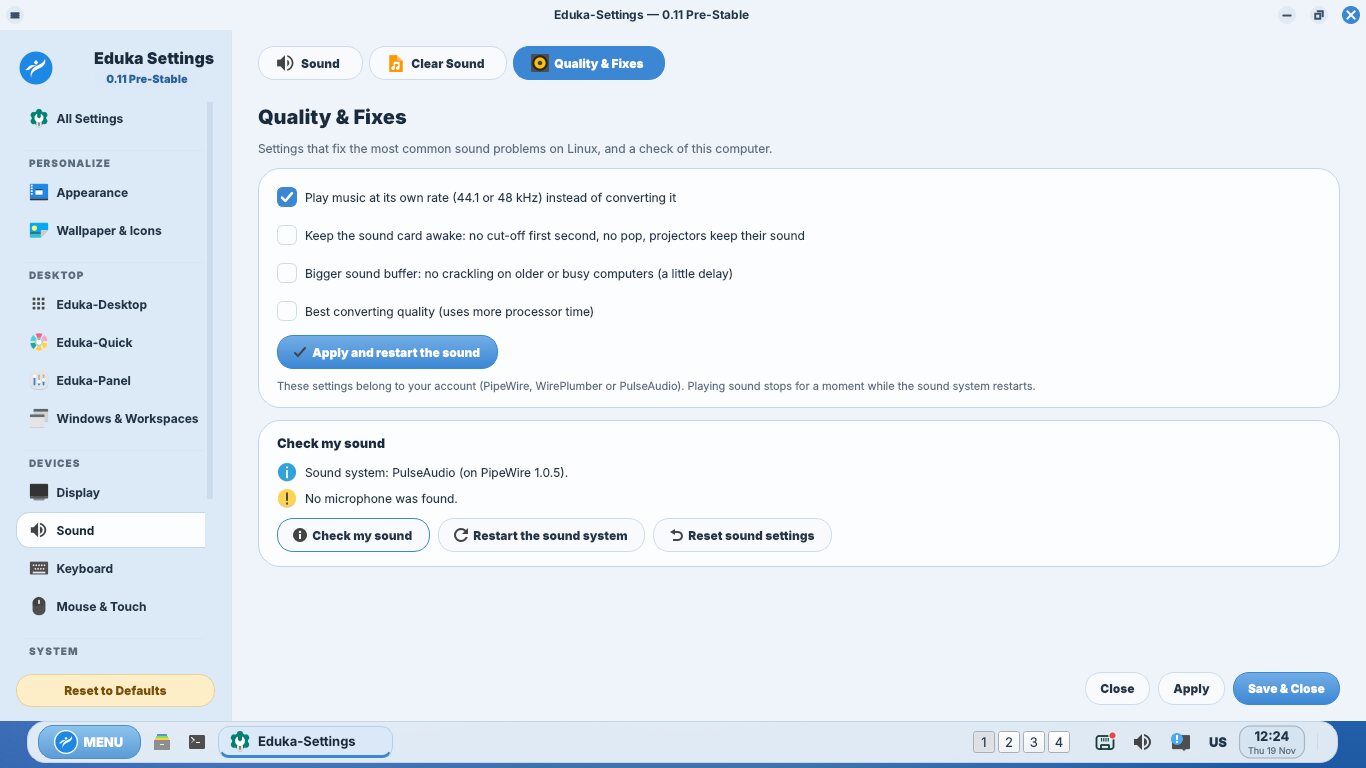 Eduka-Settings — 0.11 Pre-Stable
Eduka Settings
0.11 Pre-Stable
All Settings
PERSONALIZE
Appearance
Wallpaper & Icons
DESKTOP
Eduka-Desktop
Eduka-Quick
Eduka-Panel
Windows & Workspaces
DEVICES
Display
Sound
Keyboard
Mouse & Touch
SYSTEM
Reset to Defaults
Sound
Clear Sound
Quality & Fixes
Quality & Fixes
Settings that fix the most common sound problems on Linux, and a check of this computer.
Play music at its own rate (44.1 or 48 kHz) instead of converting it
Keep the sound card awake: no cut-off first second, no pop, projectors keep their sound
Bigger sound buffer: no crackling on older or busy computers (a little delay)
Best converting quality (uses more processor time)
Apply and restart the sound
These settings belong to your account (PipeWire, WirePlumber or PulseAudio). Playing sound stops for a moment while the sound system restarts.
Check my sound
Sound system: PulseAudio (on PipeWire 1.0.5).
No microphone was found.
Check my sound
Restart the sound system
Reset sound settings
Close
Apply
Save & Close
MENU
Eduka-Settings
1
2
3
4
US
12:24
Thu 19 Nov